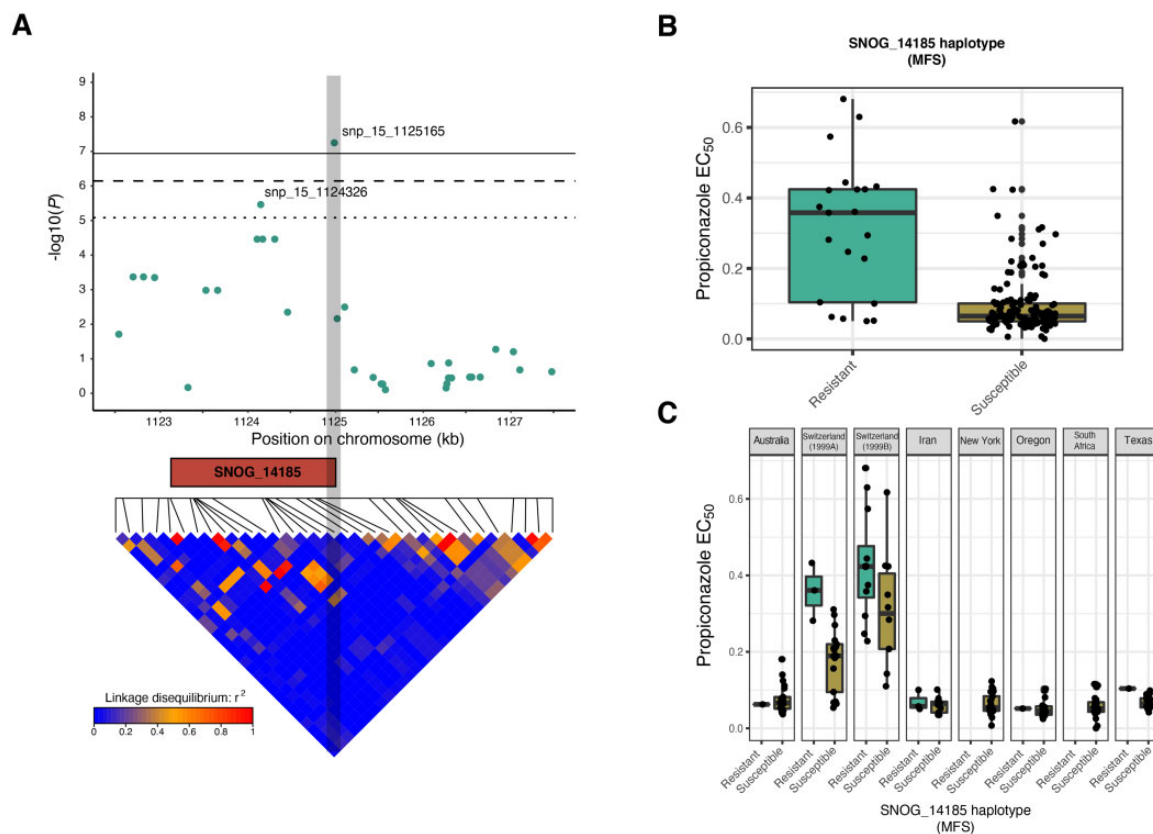 A
9
8
7
6
5
4
3
2
1
0
-log10(P)
snp_15_1125165
snp_15_1124326
1123 1124 1125 1126 1127
Position on chromosome (kb)
SNOG_14185
Linkage disequilibrium: r²
0 0.2 0.4 0.6 0.8 1
B
SNOG_14185 haplotype
(MFS)
Propiconazole EC₅₀
0.6
0.4
0.2
0.0
Resistant Susceptible
C
Australia Switzerland (1999A) Switzerland (1999B) Iran New York Oregon South Africa Texas
Propiconazole EC₅₀
0.6
0.4
0.2
0.0
Resistant Susceptible Resistant Susceptible Resistant Susceptible Resistant Susceptible Resistant Susceptible Resistant Susceptible Resistant Susceptible Resistant Susceptible
SNOG_14185 haplotype
(MFS)